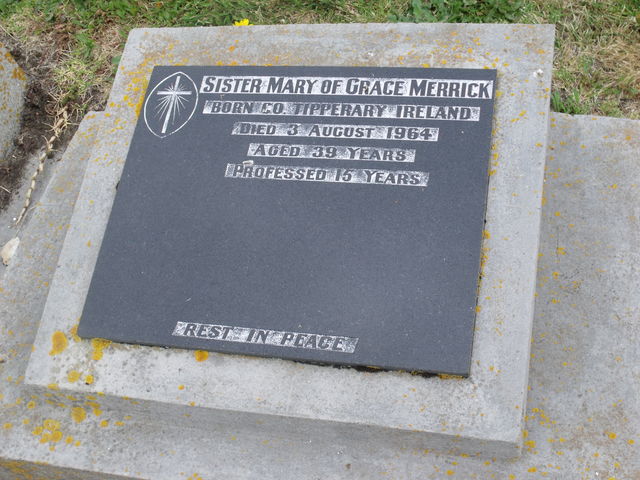 SISTER MARY OF GRACE MERRICK
BORN CO. TIPPERARY IRELAND
DIED 3 AUGUST 1964
AGED 39 YEARS
PROFESSED 15 YEARS
REST IN PEACE